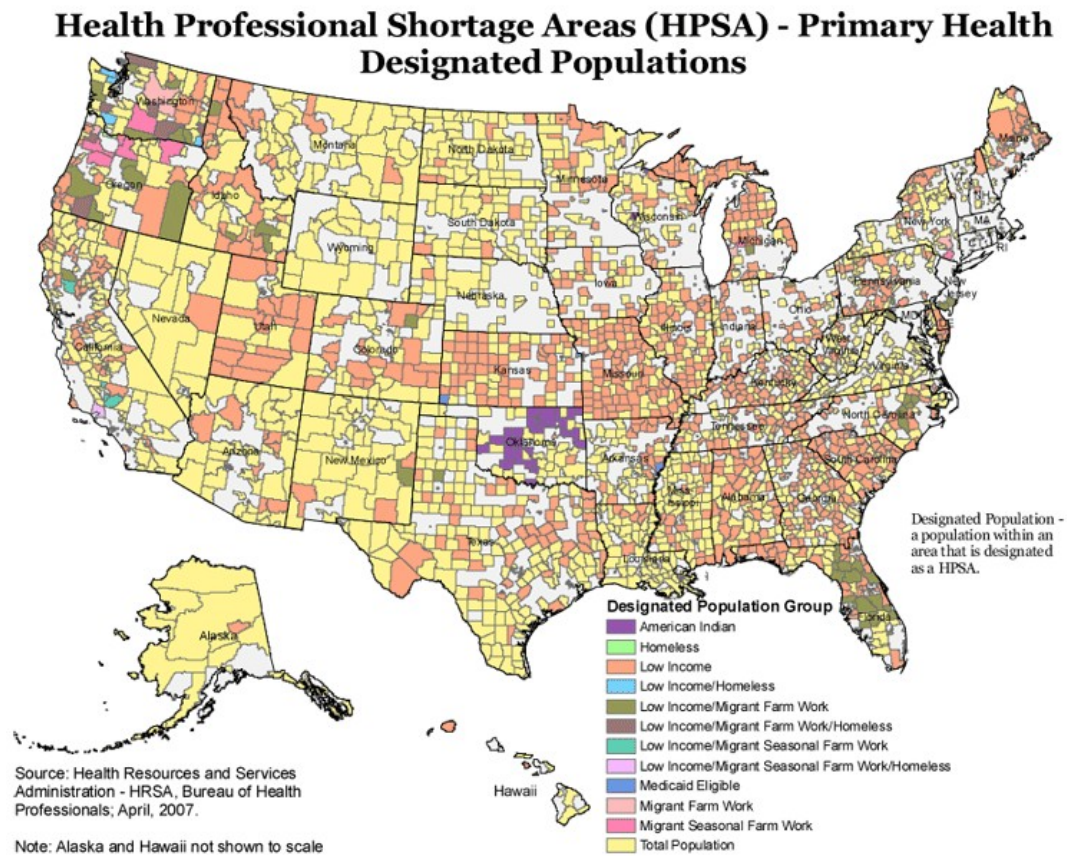 Health Professional Shortage Areas (HPSA) - Primary Health
Designated Populations
Washington
Montana
North Dakota
Minnesota
Maine
Oregon
Idaho
South Dakota
Wisconsin
New York
MA
RI
Wyoming
Michigan
Iowa
Nebraska
Pennsylvania
New
Jersey
Nevada
Utah
Colorado
Illinois
Indiana
Ohio
MD
West
Virginia
California
Kansas
Missouri
Kentucky
Virginia
North Carolina
Tennessee
Oklahoma
Arkansas
Arizona
New Mexico
South Carolina
Alabama
Georgia
Texas
Louisiana
Florida
Designated Population -
a population within an
area that is designated
as a HPSA.
Alaska
Hawaii
Designated Population Group
American Indian
Homeless
Low Income
Low Income/Homeless
Low Income/Migrant Farm Work
Low Income/Migrant Farm Work/Homeless
Low Income/Migrant Seasonal Farm Work
Low Income/Migrant Seasonal Farm Work/Homeless
Medicaid Eligible
Migrant Farm Work
Migrant Seasonal Farm Work
Total Population
Source: Health Resources and Services
Administration - HRSA, Bureau of Health
Professionals; April, 2007.
Note: Alaska and Hawaii not shown to scale